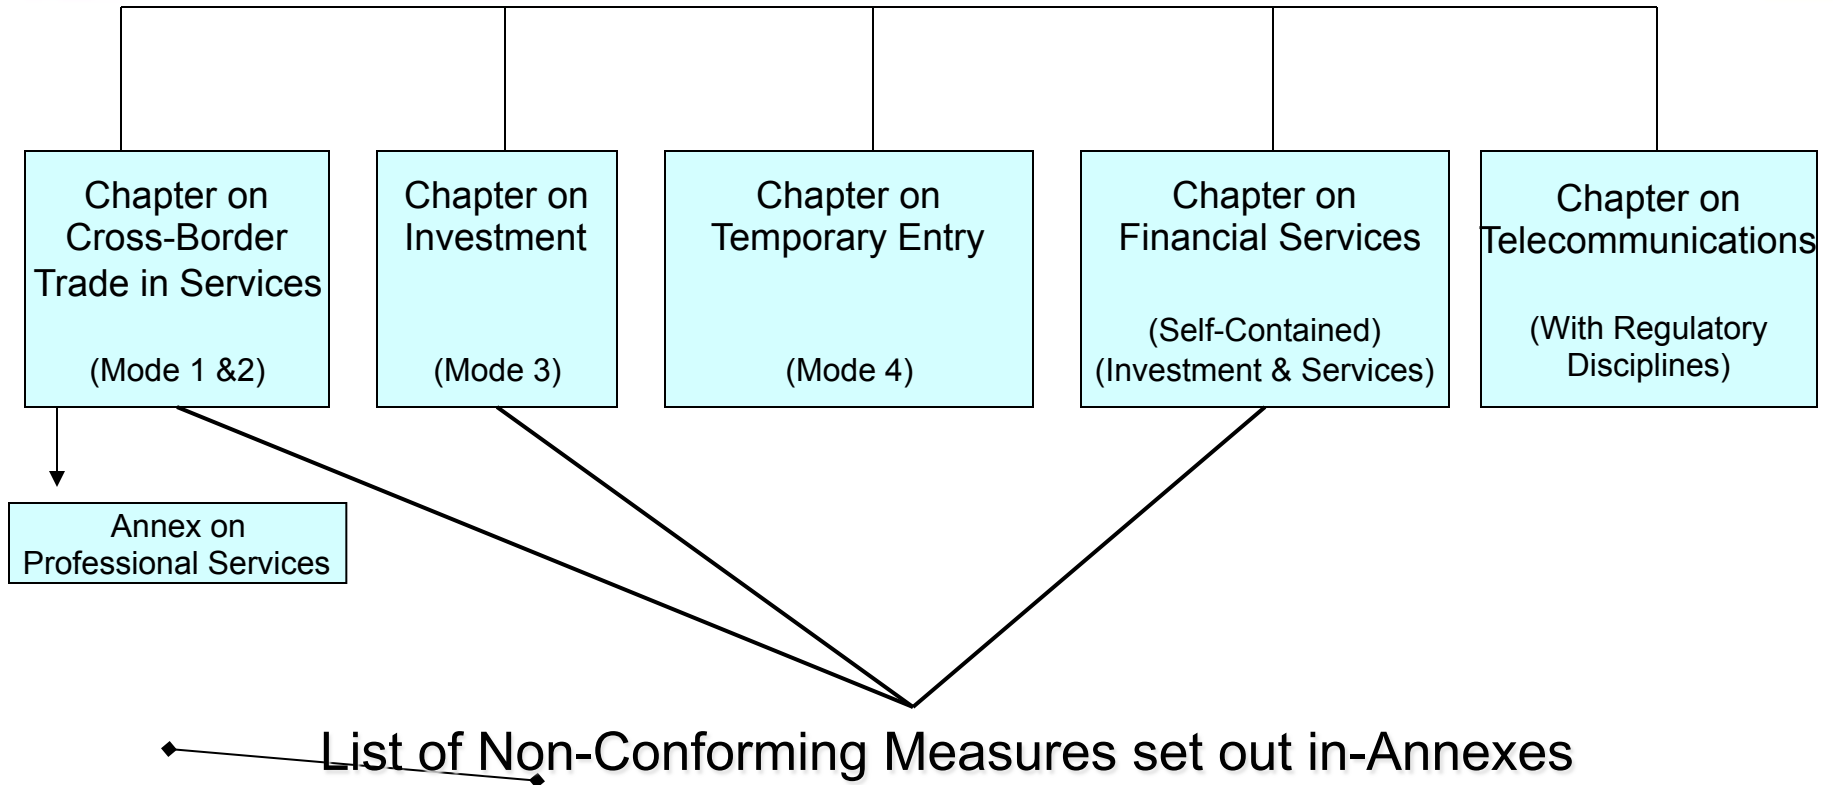 Chapter on
Cross-Border
Trade in Services
(Mode 1 &2)
Chapter on
Investment
(Mode 3)
Chapter on
Temporary Entry
(Mode 4)
Chapter on
Financial Services
(Self-Contained)
(Investment & Services)
Chapter on
Telecommunications
(With Regulatory
Disciplines)
Annex on
Professional Services
List of Non-Conforming Measures set out in-Annexes